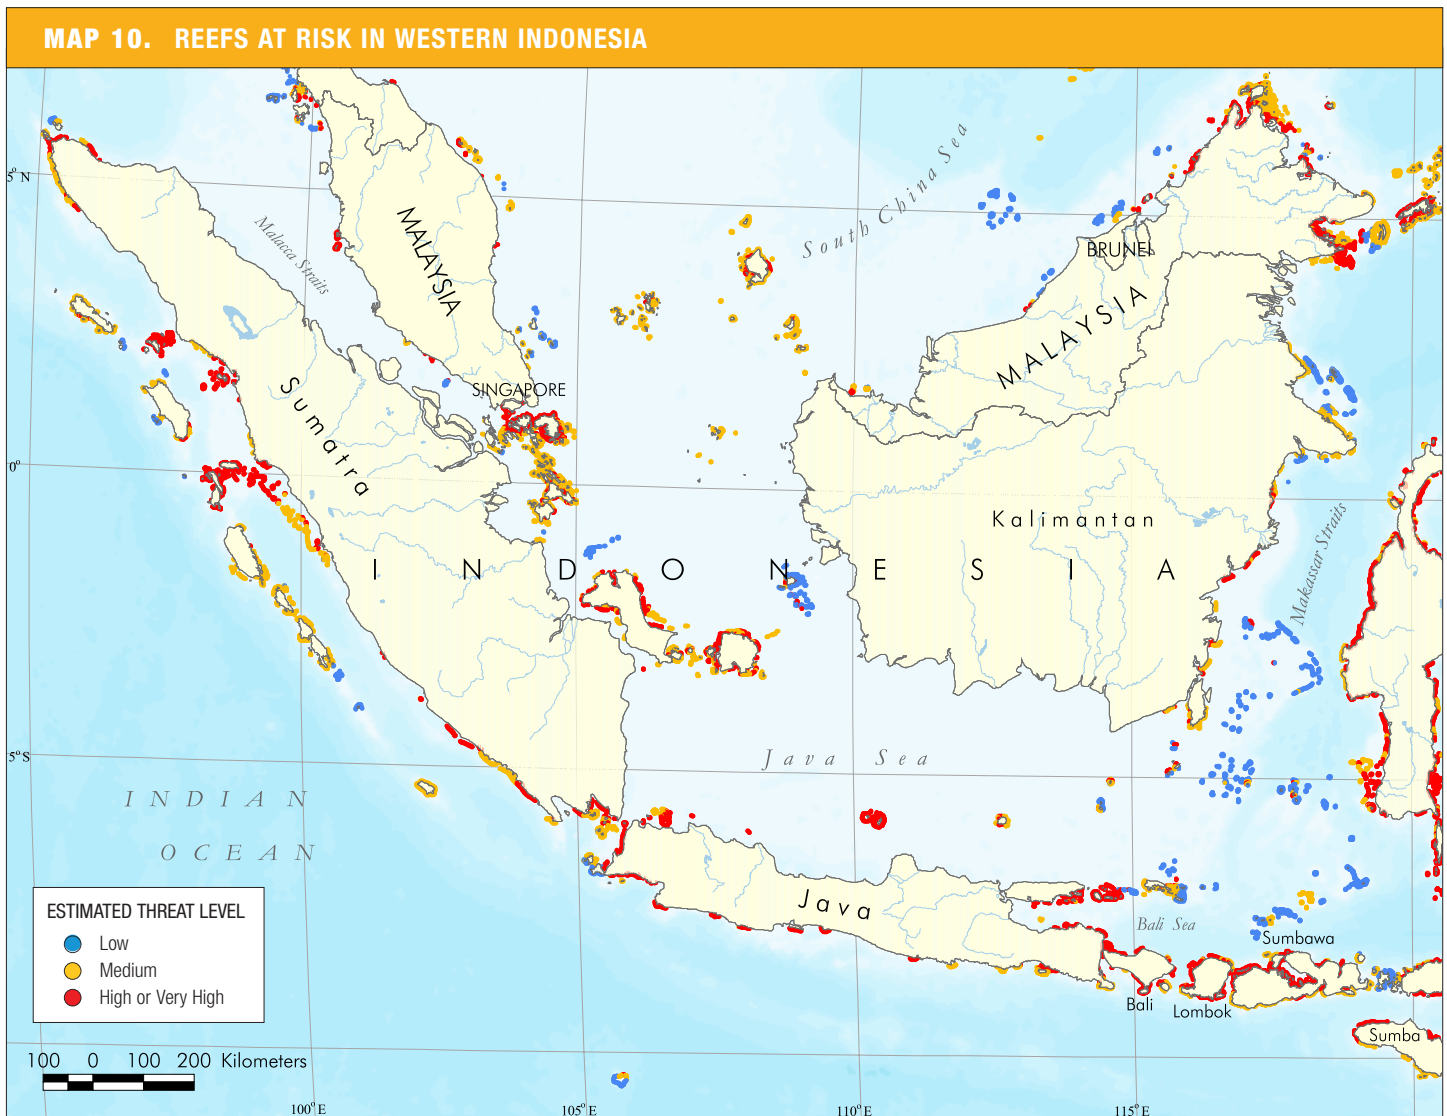 MAP 10. REEFS AT RISK IN WESTERN INDONESIA
5° N
South China Sea
Malacca Straits
MALAYSIA
BRUNEI
MALAYSIA
SINGAPORE
Sumatra
0°
Kalimantan
Makassar Straits
INDONESIA
5° S
Java Sea
INDIAN
OCEAN
Java
Bali Sea
Sumbawa
Bali
Lombok
Sumba
ESTIMATED THREAT LEVEL
Low
Medium
High or Very High
100 0 100 200 Kilometers
100° E 105° E 110° E 115° E